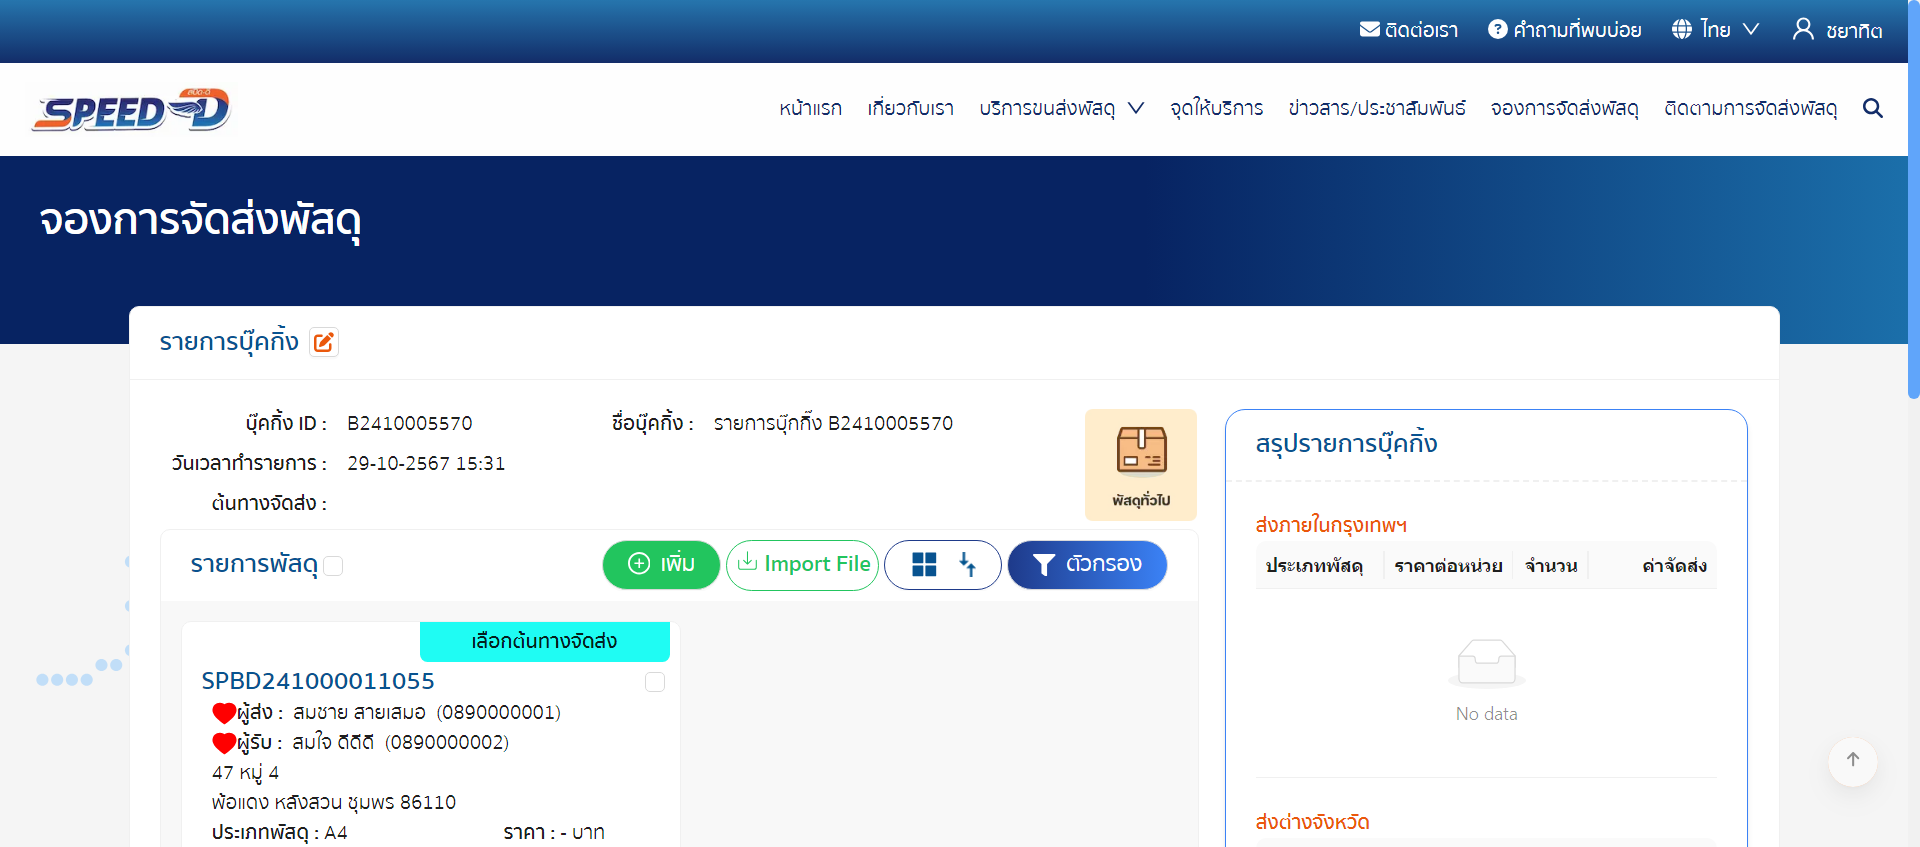 ติดต่อเรา คำถามที่พบบ่อย ไทย ชยาทิต
สปีด-ดี
SPEED D
หน้าแรก เกี่ยวกับเรา บริการขนส่งพัสดุ จุดให้บริการ ข่าวสาร/ประชาสัมพันธ์ จองการจัดส่งพัสดุ ติดตามการจัดส่งพัสดุ
จองการจัดส่งพัสดุ
รายการบุ๊คกิ้ง
บุ๊คกิ้ง ID : B2410005570 ชื่อบุ๊คกิ้ง : รายการบุ๊กกิ๊ง B2410005570
วันเวลาทำรายการ : 29-10-2567 15:31
ต้นทางจัดส่ง :
พัสดุทั่วไป
รายการพัสดุ เพิ่ม Import File ตัวกรอง
เลือกต้นทางจัดส่ง
SPBD241000011055
ผู้ส่ง : สมชาย สายเสมอ (0890000001)
ผู้รับ : สมใจ ดีดีดี (0890000002)
47 หมู่ 4
พ้อแดง หลังสวน ชุมพร 86110
ประเภทพัสดุ : A4 ราคา : - บาท
สรุปรายการบุ๊คกิ้ง
ส่งภายในกรุงเทพฯ
ประเภทพัสดุ ราคาต่อหน่วย จำนวน ค่าจัดส่ง
No data
ส่งต่างจังหวัด